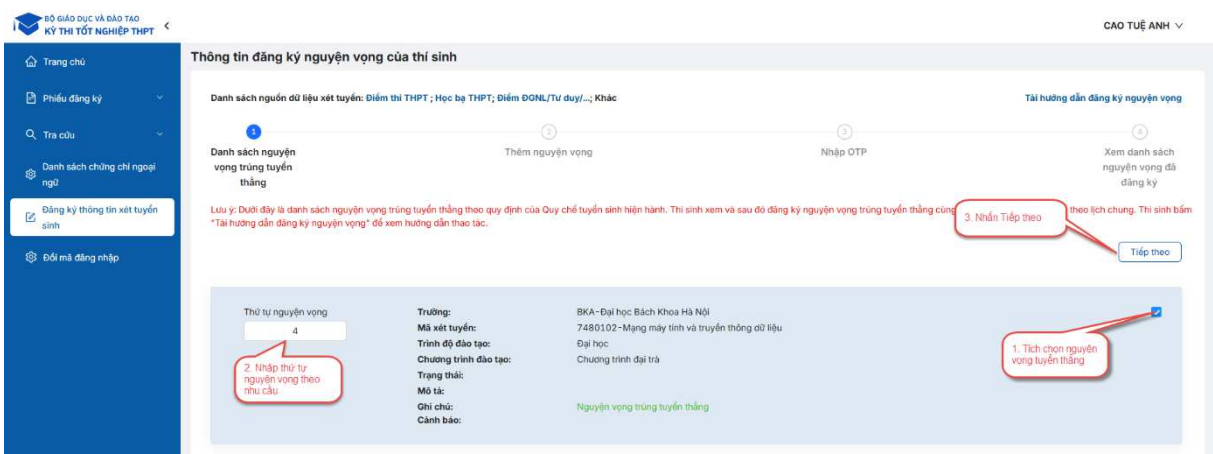 BỘ GIÁO DỤC VÀ ĐÀO TẠO
KỲ THI TỐT NGHIỆP THPT
CAO TUỆ ANH
Trang chủ
Phiếu đăng ký
Tra cứu
Danh sách chứng chỉ ngoại
ngữ
Đăng ký thông tin xét tuyển
sinh
Đổi mã đăng nhập
Thông tin đăng ký nguyện vọng của thí sinh
Danh sách nguồn dữ liệu xét tuyển: Điểm thi THPT ; Học bạ THPT; Điểm ĐGNL/Tư duy/...; Khác
Tải hướng dẫn đăng ký nguyện vọng
1
Danh sách nguyện
vọng trúng tuyển
thẳng
2
Thêm nguyện vọng
3
Nhập OTP
4
Xem danh sách
nguyện vọng đã
đăng ký
Lưu ý: Dưới đây là danh sách nguyện vọng trúng tuyển thẳng theo quy định của Quy chế tuyển sinh hiện hành. Thí sinh xem và sau đó đăng ký nguyện vọng trúng tuyển thẳng cùng theo lịch chung. Thí sinh bấm
"Tải hướng dẫn đăng ký nguyện vọng" để xem hướng dẫn thao tác.
3. Nhấn Tiếp theo
Tiếp theo
Thứ tự nguyện vọng
4
2. Nhập thứ tự
nguyện vọng theo
nhu cầu
Trường: BKA-Đại học Bách Khoa Hà Nội
Mã xét tuyển: 7480102-Mạng máy tính và truyền thông dữ liệu
Trình độ đào tạo: Đại học
Chương trình đào tạo: Chương trình đại trà
Trạng thái:
Mô tả:
Ghi chú: Nguyện vọng trúng tuyển thẳng
Cảnh báo:
1. Tích chọn nguyện
vọng tuyển thẳng